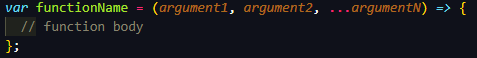 var functionName = (argument1, argument2, ...argumentN) => {
  // function body
};